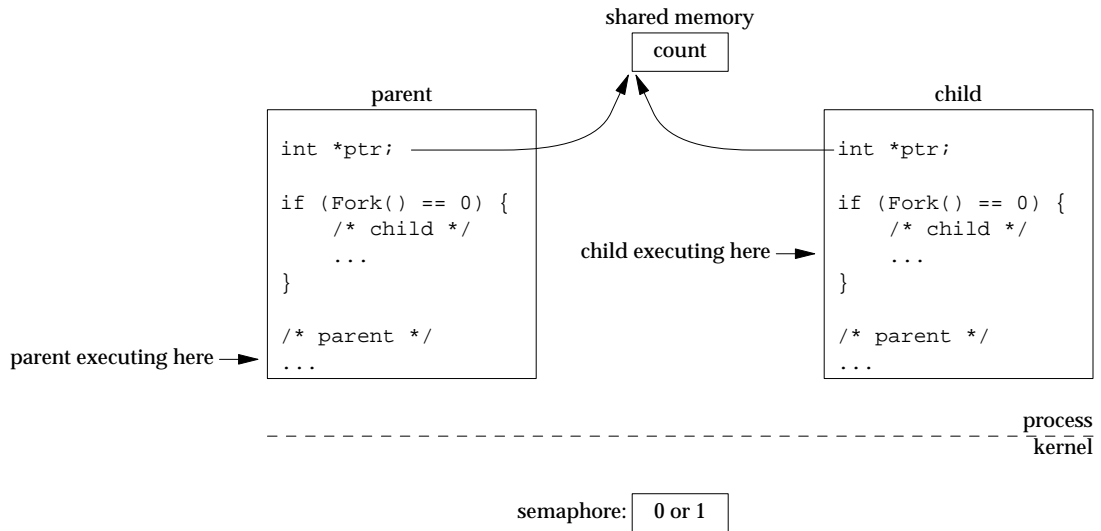 shared memory
count
parent
int *ptr;
if (Fork() == 0) {
    /* child */
    ...
}
/* parent */
...
parent executing here
child
int *ptr;
if (Fork() == 0) {
    /* child */
    ...
}
/* parent */
...
child executing here
process
kernel
semaphore: 0 or 1